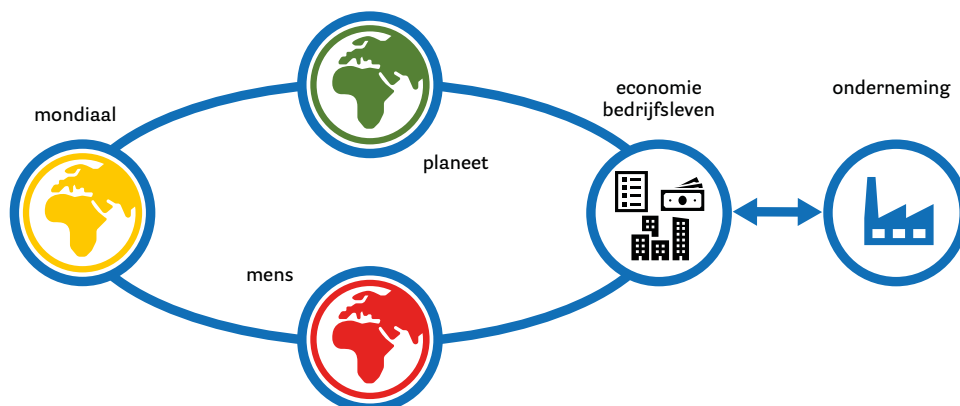 mondiaal
planeet
mens
economie
bedrijfsleven
onderneming